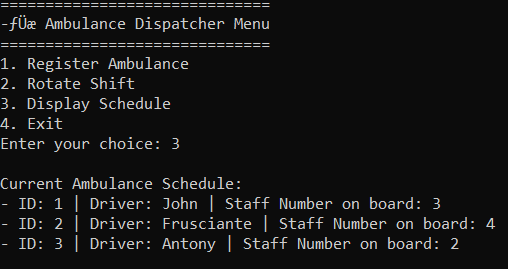 ==============================
-ƒÜæ Ambulance Dispatcher Menu
==============================
1. Register Ambulance
2. Rotate Shift
3. Display Schedule
4. Exit
Enter your choice: 3
Current Ambulance Schedule:
- ID: 1 | Driver: John | Staff Number on board: 3
- ID: 2 | Driver: Frusciante | Staff Number on board: 4
- ID: 3 | Driver: Antony | Staff Number on board: 2